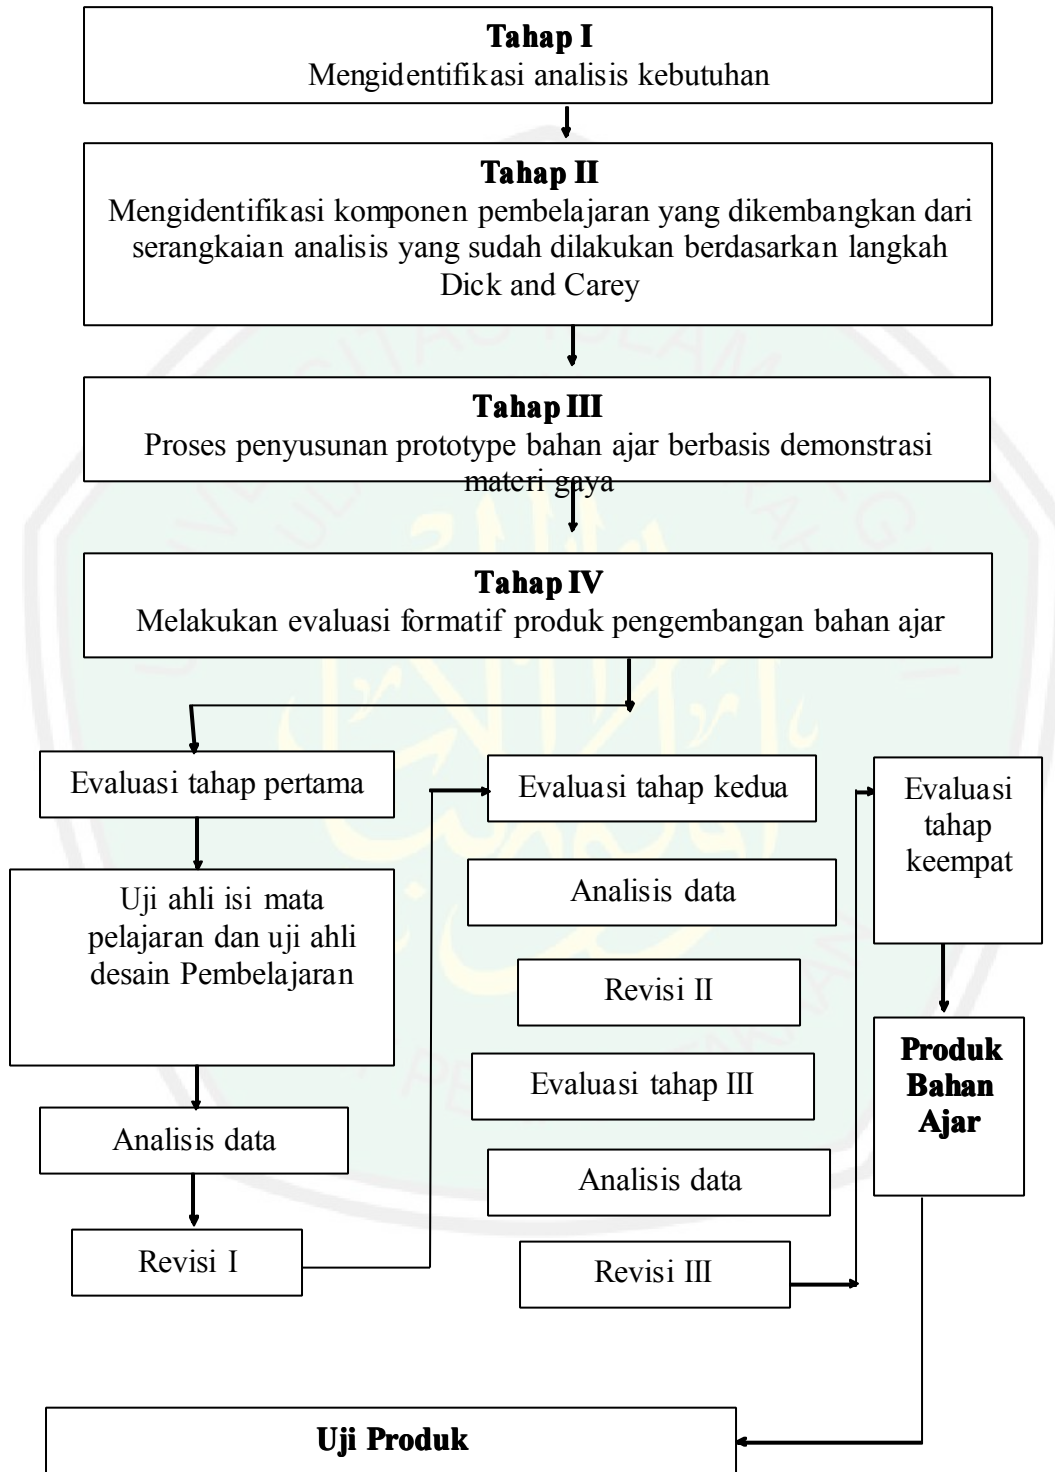 Tahap I
Mengidentifikasi analisis kebutuhan
Tahap II
Mengidentifikasi komponen pembelajaran yang dikembangkan dari
serangkaian analisis yang sudah dilakukan berdasarkan langkah
Dick and Carey
Tahap III
Proses penyusunan prototype bahan ajar berbasis demonstrasi
materi gaya
Tahap IV
Melakukan evaluasi formatif produk pengembangan bahan ajar
Evaluasi tahap pertama
Uji ahli isi mata
pelajaran dan uji ahli
desain Pembelajaran
Analisis data
Revisi I
Evaluasi tahap kedua
Analisis data
Revisi II
Evaluasi tahap III
Analisis data
Revisi III
Evaluasi
tahap
keempat
Produk
Bahan
Ajar
Uji Produk